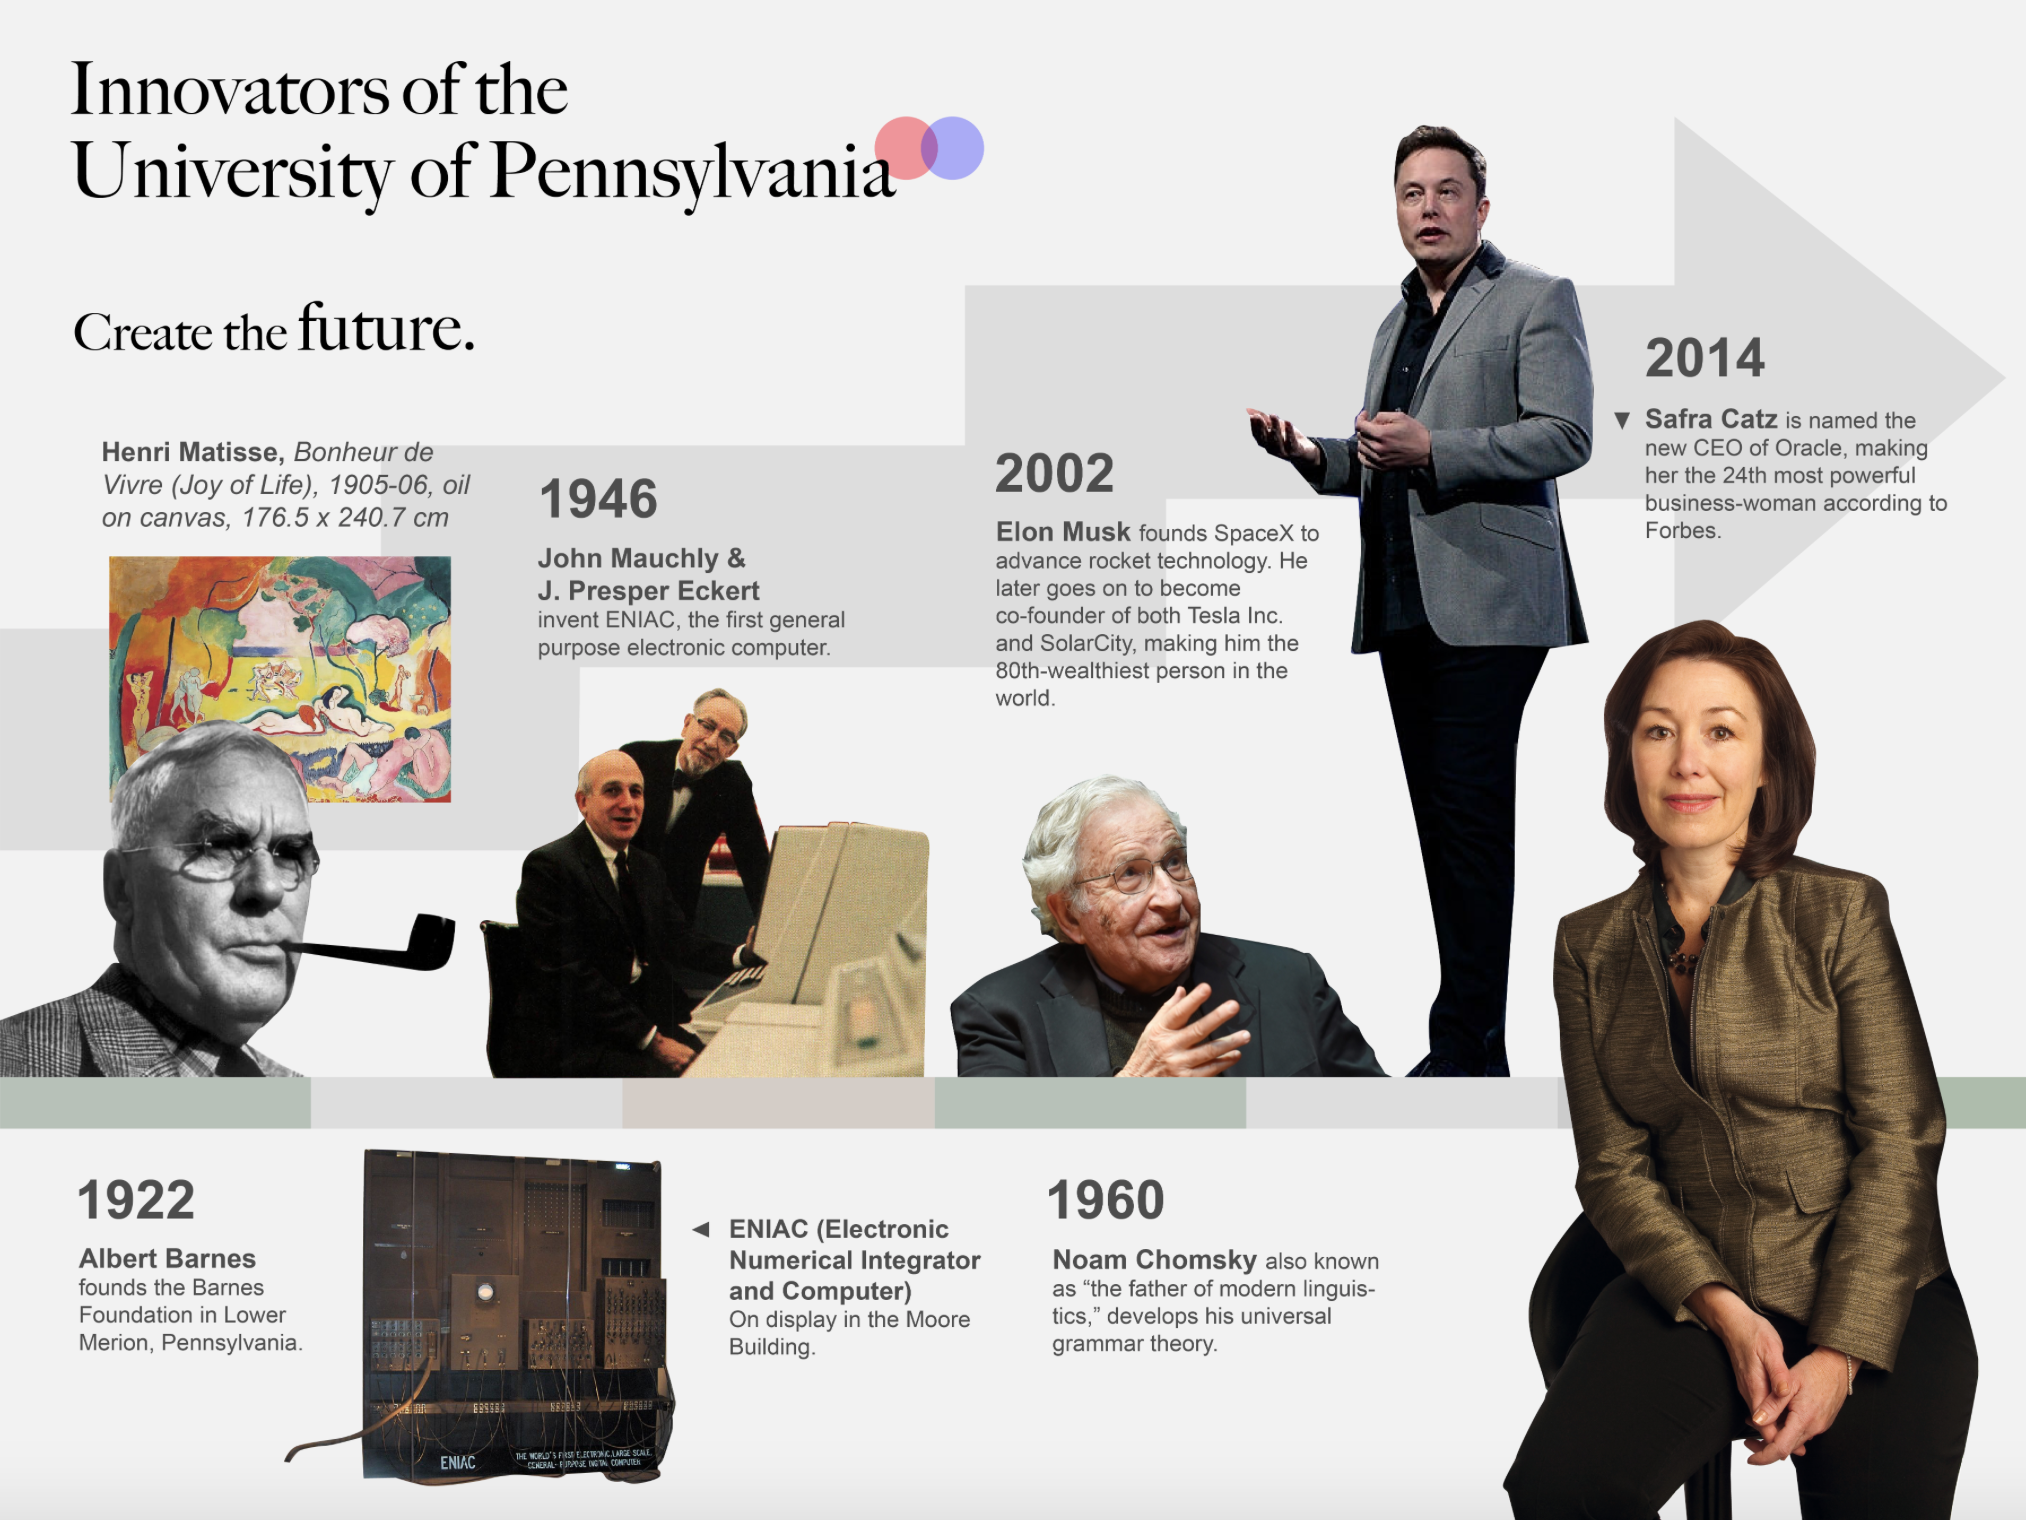 Innovators of the
University of Pennsylvania
Create the future.
Henri Matisse, Bonheur de
Vivre (Joy of Life), 1905-06, oil
on canvas, 176.5 x 240.7 cm
1946
John Mauchly &
J. Presper Eckert
invent ENIAC, the first general
purpose electronic computer.
2002
Elon Musk founds SpaceX to
advance rocket technology. He
later goes on to become
co-founder of both Tesla Inc.
and SolarCity, making him the
80th-wealthiest person in the
world.
2014
▼ Safra Catz is named the
new CEO of Oracle, making
her the 24th most powerful
business-woman according to
Forbes.
1922
Albert Barnes
founds the Barnes
Foundation in Lower
Merion, Pennsylvania.
ENIAC
THE WORLD'S FIRST ELECTRONIC, LARGE SCALE,
GENERAL-PURPOSE DIGITAL COMPUTER
◀ ENIAC (Electronic
Numerical Integrator
and Computer)
On display in the Moore
Building.
1960
Noam Chomsky also known
as “the father of modern linguis-
tics,” develops his universal
grammar theory.